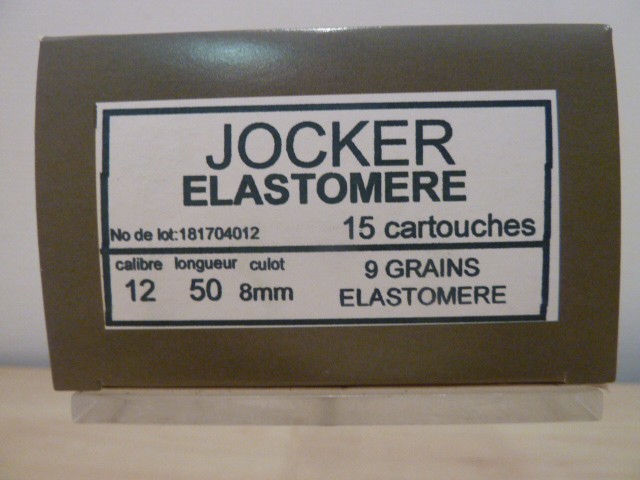 JOCKER
ELASTOMERE
No de lot:181704012 15 cartouches
calibre longueur culot
12 50 8mm
9 GRAINS
ELASTOMERE